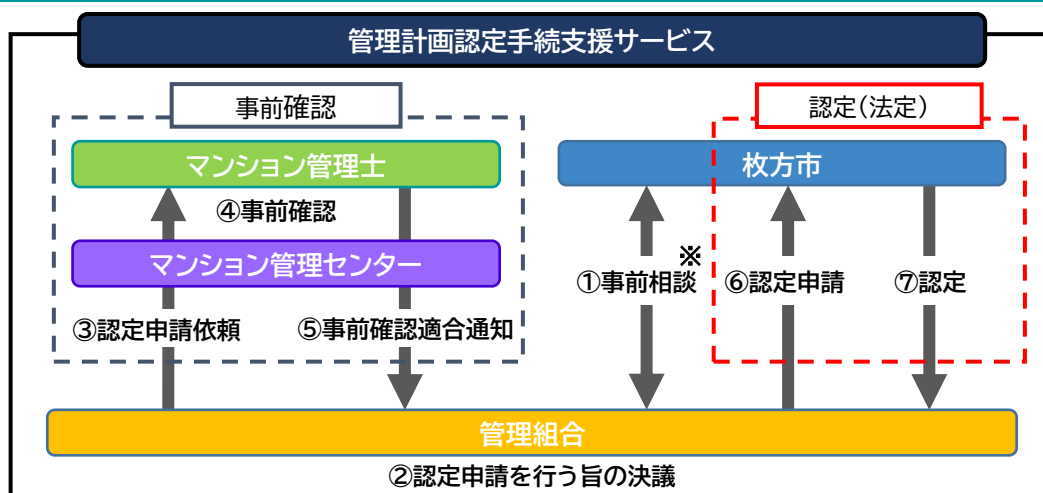 管理計画認定手続支援サービス
事前確認
認定(法定)
マンション管理士
枚方市
④事前確認
マンション管理センター
※
①事前相談
⑥認定申請
⑦認定
③認定申請依頼
⑤事前確認適合通知
管理組合
②認定申請を行う旨の決議